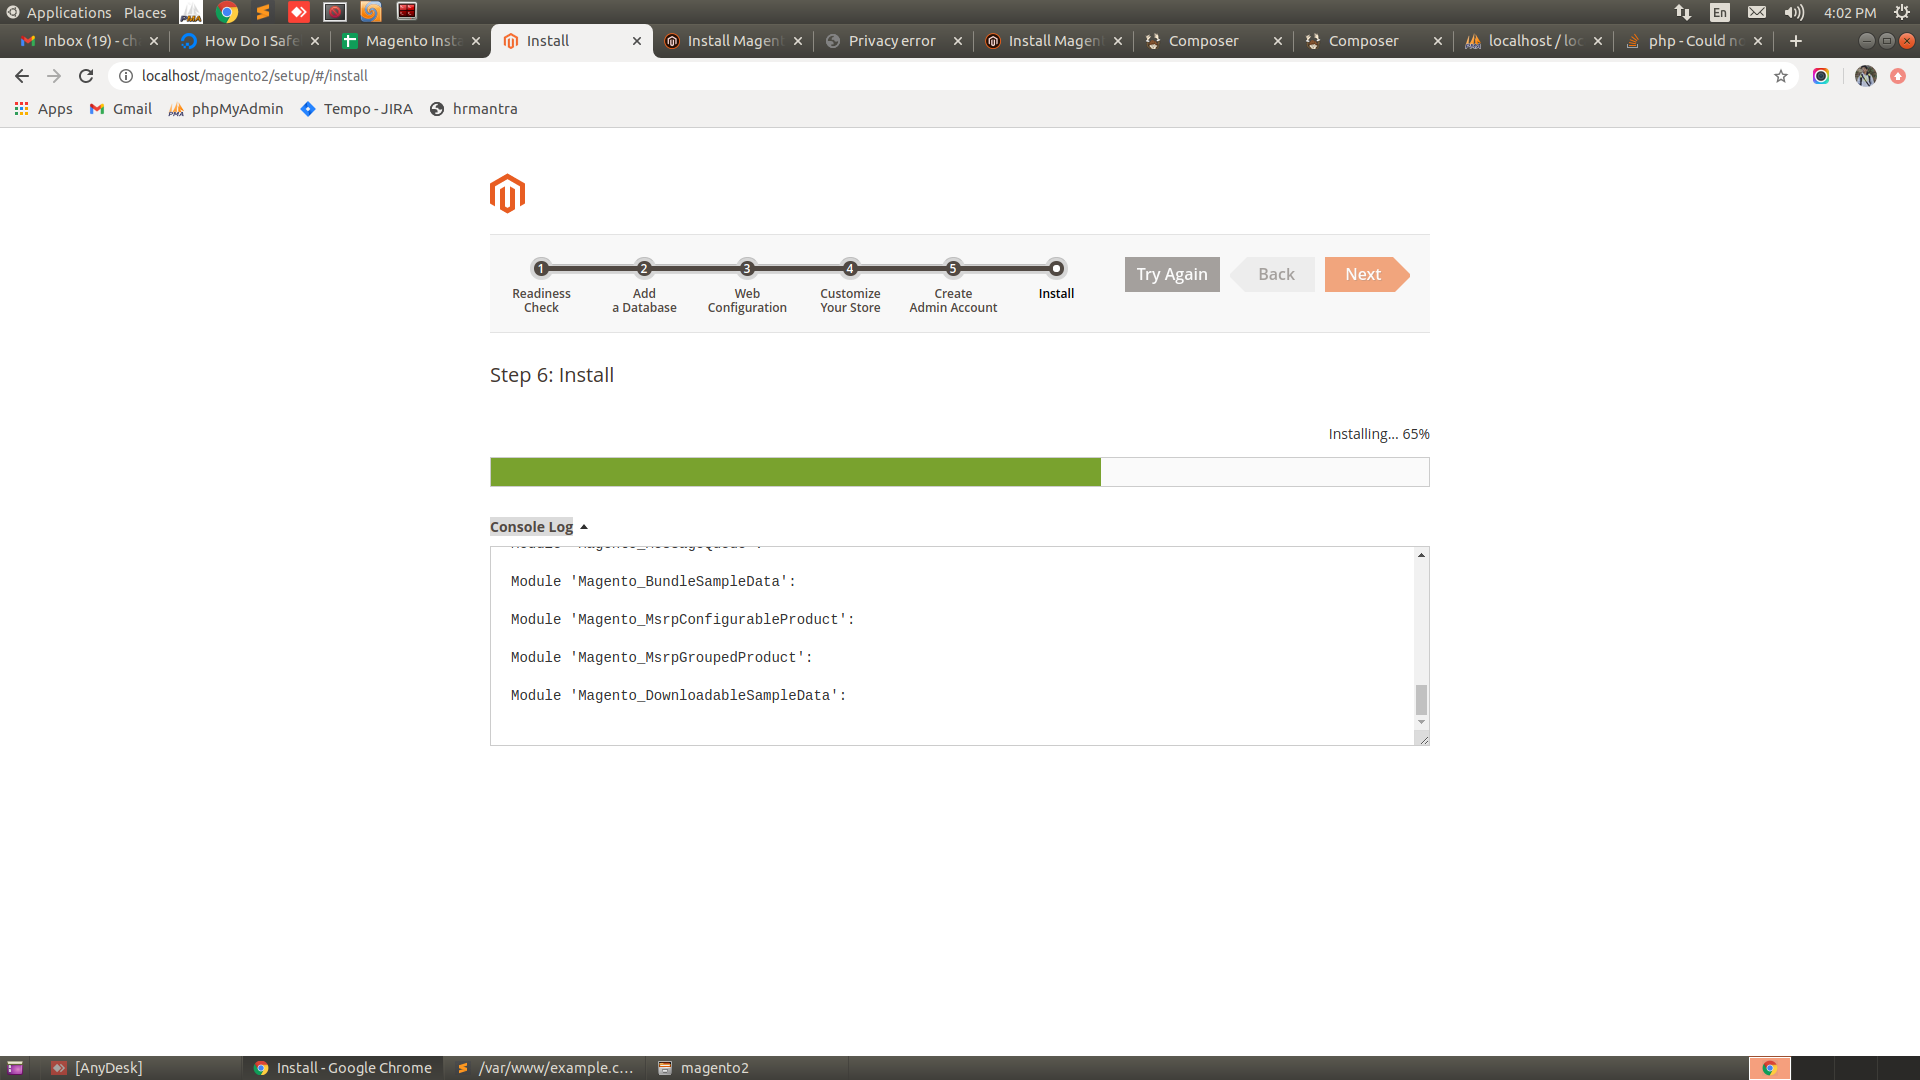 Applications Places En 4:02 PM
Inbox (19) - ch
How Do I Safe
Magento Insta
Install
Install Magen
Privacy error
Install Magen
Composer
Composer
localhost / loc
php - Could no
localhost/magento2/setup/#/install
Apps Gmail phpMyAdmin Tempo - JIRA hrmantra
1 2 3 4 5
Readiness Check
Add a Database
Web Configuration
Customize Your Store
Create Admin Account
Install
Try Again Back Next
Step 6: Install
Installing... 65%
Console Log
Module 'Magento_BundleSampleData':
Module 'Magento_MsrpConfigurableProduct':
Module 'Magento_MsrpGroupedProduct':
Module 'Magento_DownloadableSampleData':
[AnyDesk] Install - Google Chrome /var/www/example.c... magento2